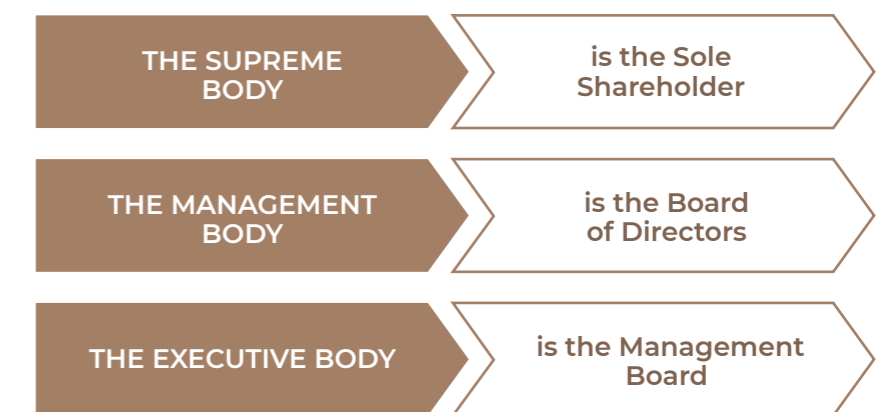 THE SUPREME
BODY
is the Sole
Shareholder
THE MANAGEMENT
BODY
is the Board
of Directors
THE EXECUTIVE BODY
is the Management
Board